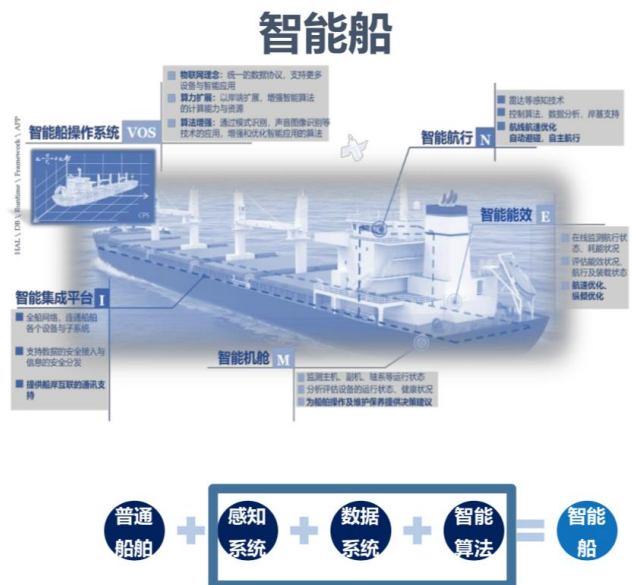 智能船
物联网理念：统一的数据协议，支持更多
设备与智能应用
算力扩展：以岸端扩展，增强智能算法
的计算能力与资源
算法增强：通过模式识别，声音图像识别等
技术的应用，增强和优化智能应用的算法
智能船操作系统 VOS
HAL \ DB \ Runtime \ Framework \ APP
CPS
雷达等感知技术
控制算法、数据分析、岸基支持
航线航速优化
自动避碰，自主航行
智能航行 N
智能能效 E
在线监测航行状
态、耗能状况
评估能效状况、
航行及装载状态
航速优化、
纵倾优化
智能集成平台 I
全船网络，连通船舶
各个设备与子系统
支持数据的安全接入与
信息的安全分发
提供船岸互联的通讯支
持
智能机舱 M
监测主机、副机、轴系等运行状态
分析评估设备的运行状态、健康状况
为船舶操作及维护保养提供决策建议
普通 感知 数据 智能 智能
船舶 + 系统 + 系统 + 算法 = 船